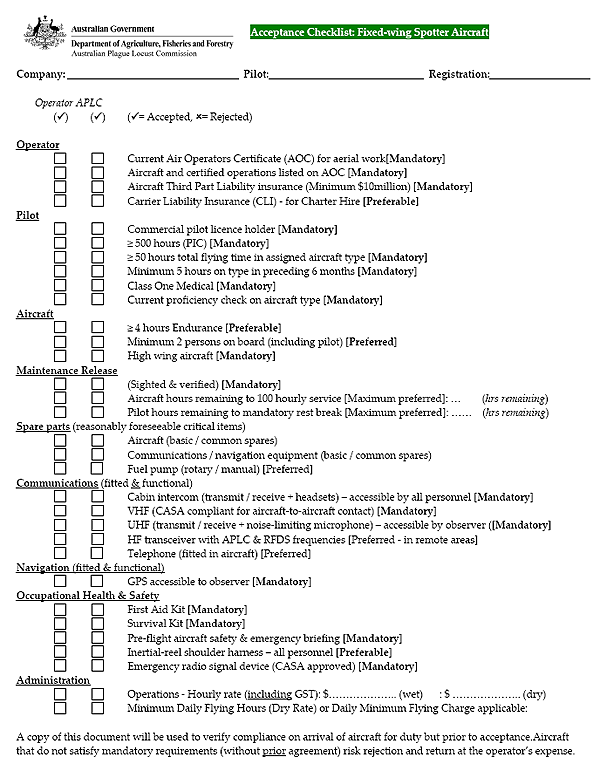 Australian Government
Department of Agriculture, Fisheries and Forestry
Australian Plague Locust Commission
Acceptance Checklist: Fixed-wing Spotter Aircraft
Company: Pilot: Registration:
Operator APLC
(✓) (✓) (✓= Accepted, ×= Rejected)
Operator
Current Air Operators Certificate (AOC) for aerial work[Mandatory]
Aircraft and certified operations listed on AOC [Mandatory]
Aircraft Third Part Liability insurance (Minimum $10million) [Mandatory]
Carrier Liability Insurance (CLI) - for Charter Hire [Preferable]
Pilot
Commercial pilot licence holder [Mandatory]
≥ 500 hours (PIC) [Mandatory]
≥ 50 hours total flying time in assigned aircraft type [Mandatory]
Minimum 5 hours on type in preceding 6 months [Mandatory]
Class One Medical [Mandatory]
Current proficiency check on aircraft type [Mandatory]
Aircraft
≥ 4 hours Endurance [Preferable]
Minimum 2 persons on board (including pilot) [Preferred]
High wing aircraft [Mandatory]
Maintenance Release
(Sighted & verified) [Mandatory]
Aircraft hours remaining to 100 hourly service [Maximum preferred]: … (hrs remaining)
Pilot hours remaining to mandatory rest break [Maximum preferred]: …… (hrs remaining)
Spare parts (reasonably foreseeable critical items)
Aircraft (basic / common spares)
Communications / navigation equipment (basic / common spares)
Fuel pump (rotary / manual) [Preferred]
Communications (fitted & functional)
Cabin intercom (transmit / receive + headsets) – accessible by all personnel [Mandatory]
VHF (CASA compliant for aircraft-to-aircraft contact) [Mandatory]
UHF (transmit / receive + noise-limiting microphone) – accessible by observer ([Mandatory]
HF transceiver with APLC & RFDS frequencies [Preferred - in remote areas]
Telephone (fitted in aircraft) [Preferred]
Navigation (fitted & functional)
GPS accessible to observer [Mandatory]
Occupational Health & Safety
First Aid Kit [Mandatory]
Survival Kit [Mandatory]
Pre-flight aircraft safety & emergency briefing [Mandatory]
Inertial-reel shoulder harness – all personnel [Preferable]
Emergency radio signal device (CASA approved) [Mandatory]
Administration
Operations - Hourly rate (including GST): $……………….. (wet) : $ ……………….. (dry)
Minimum Daily Flying Hours (Dry Rate) or Daily Minimum Flying Charge applicable:
A copy of this document will be used to verify compliance on arrival of aircraft for duty but prior to acceptance.Aircraft
that do not satisfy mandatory requirements (without prior agreement) risk rejection and return at the operator's expense.